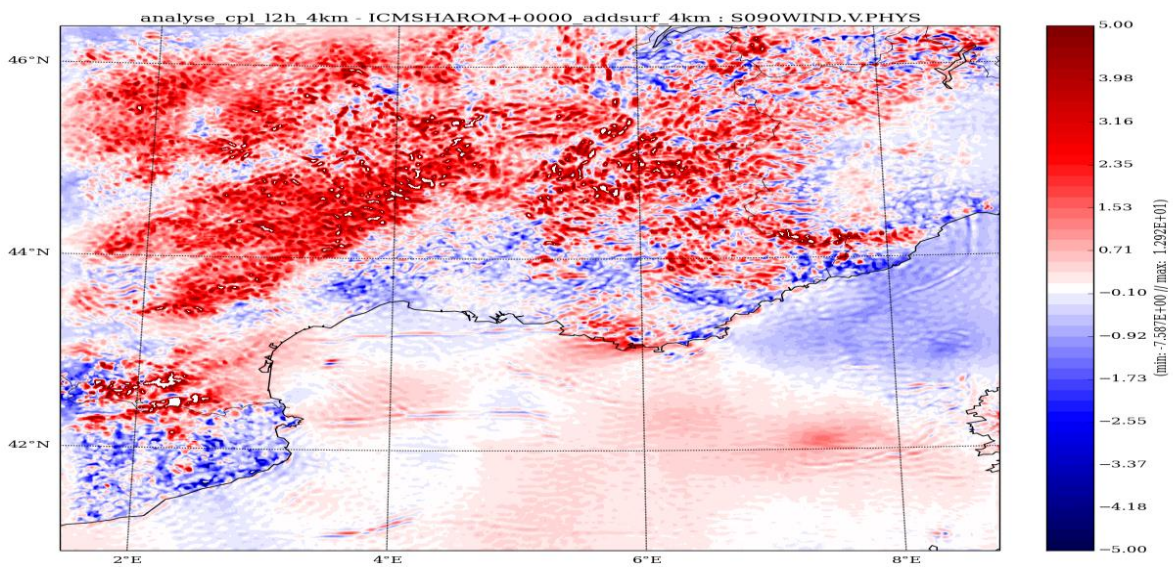 analyse_cpl_l2h_4km - ICMSHAROM+0000_addsurf_4km : S090WIND.V.PHYS
46°N
44°N
42°N
2°E
4°E
6°E
8°E
5.00
3.98
3.16
2.35
1.53
0.71
−0.10
−0.92
−1.73
−2.55
−3.37
−4.18
−5.00
(min: -7.587E+00 // max: 1.292E+01)